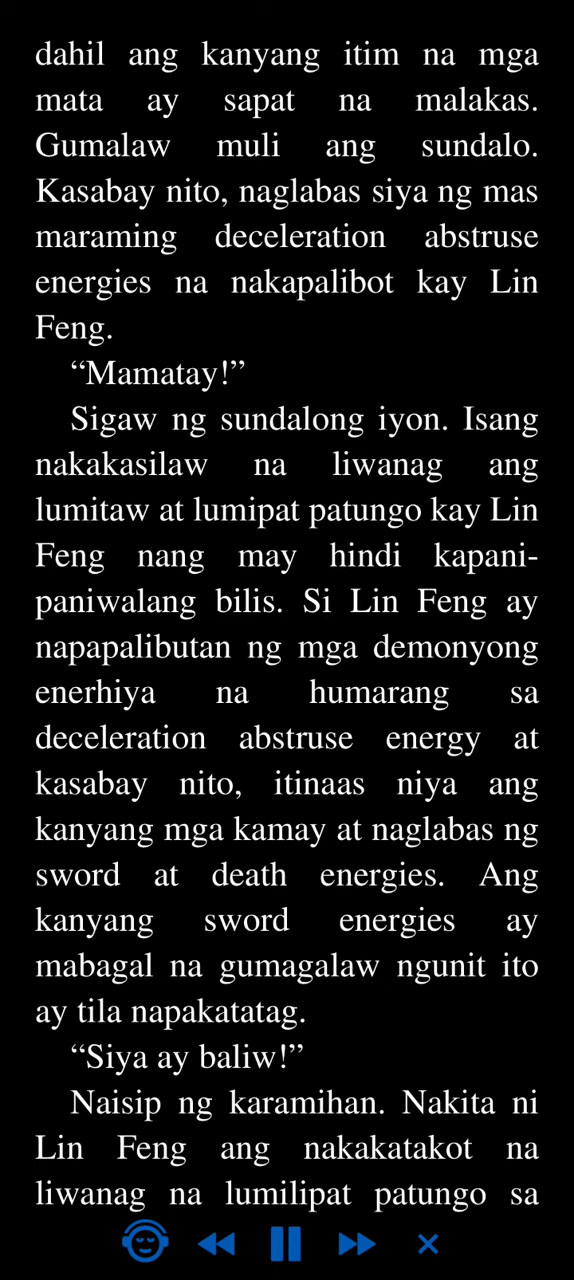 dahil ang kanyang itim na mga
mata ay sapat na malakas.
Gumalaw muli ang sundalo.
Kasabay nito, naglabas siya ng mas
maraming deceleration abstruse
energies na nakapalibot kay Lin
Feng.
“Mamatay!”
Sigaw ng sundalong iyon. Isang
nakakasilaw na liwanag ang
lumitaw at lumipat patungo kay Lin
Feng nang may hindi kapani-
paniwalang bilis. Si Lin Feng ay
napapalibutan ng mga demonyong
enerhiya na humarang sa
deceleration abstruse energy at
kasabay nito, itinaas niya ang
kanyang mga kamay at naglabas ng
sword at death energies. Ang
kanyang sword energies ay
mabagal na gumagalaw ngunit ito
ay tila napakatatag.
“Siya ay baliw!”
Naisip ng karamihan. Nakita ni
Lin Feng ang nakakatakot na
liwanag na lumilipat patungo sa